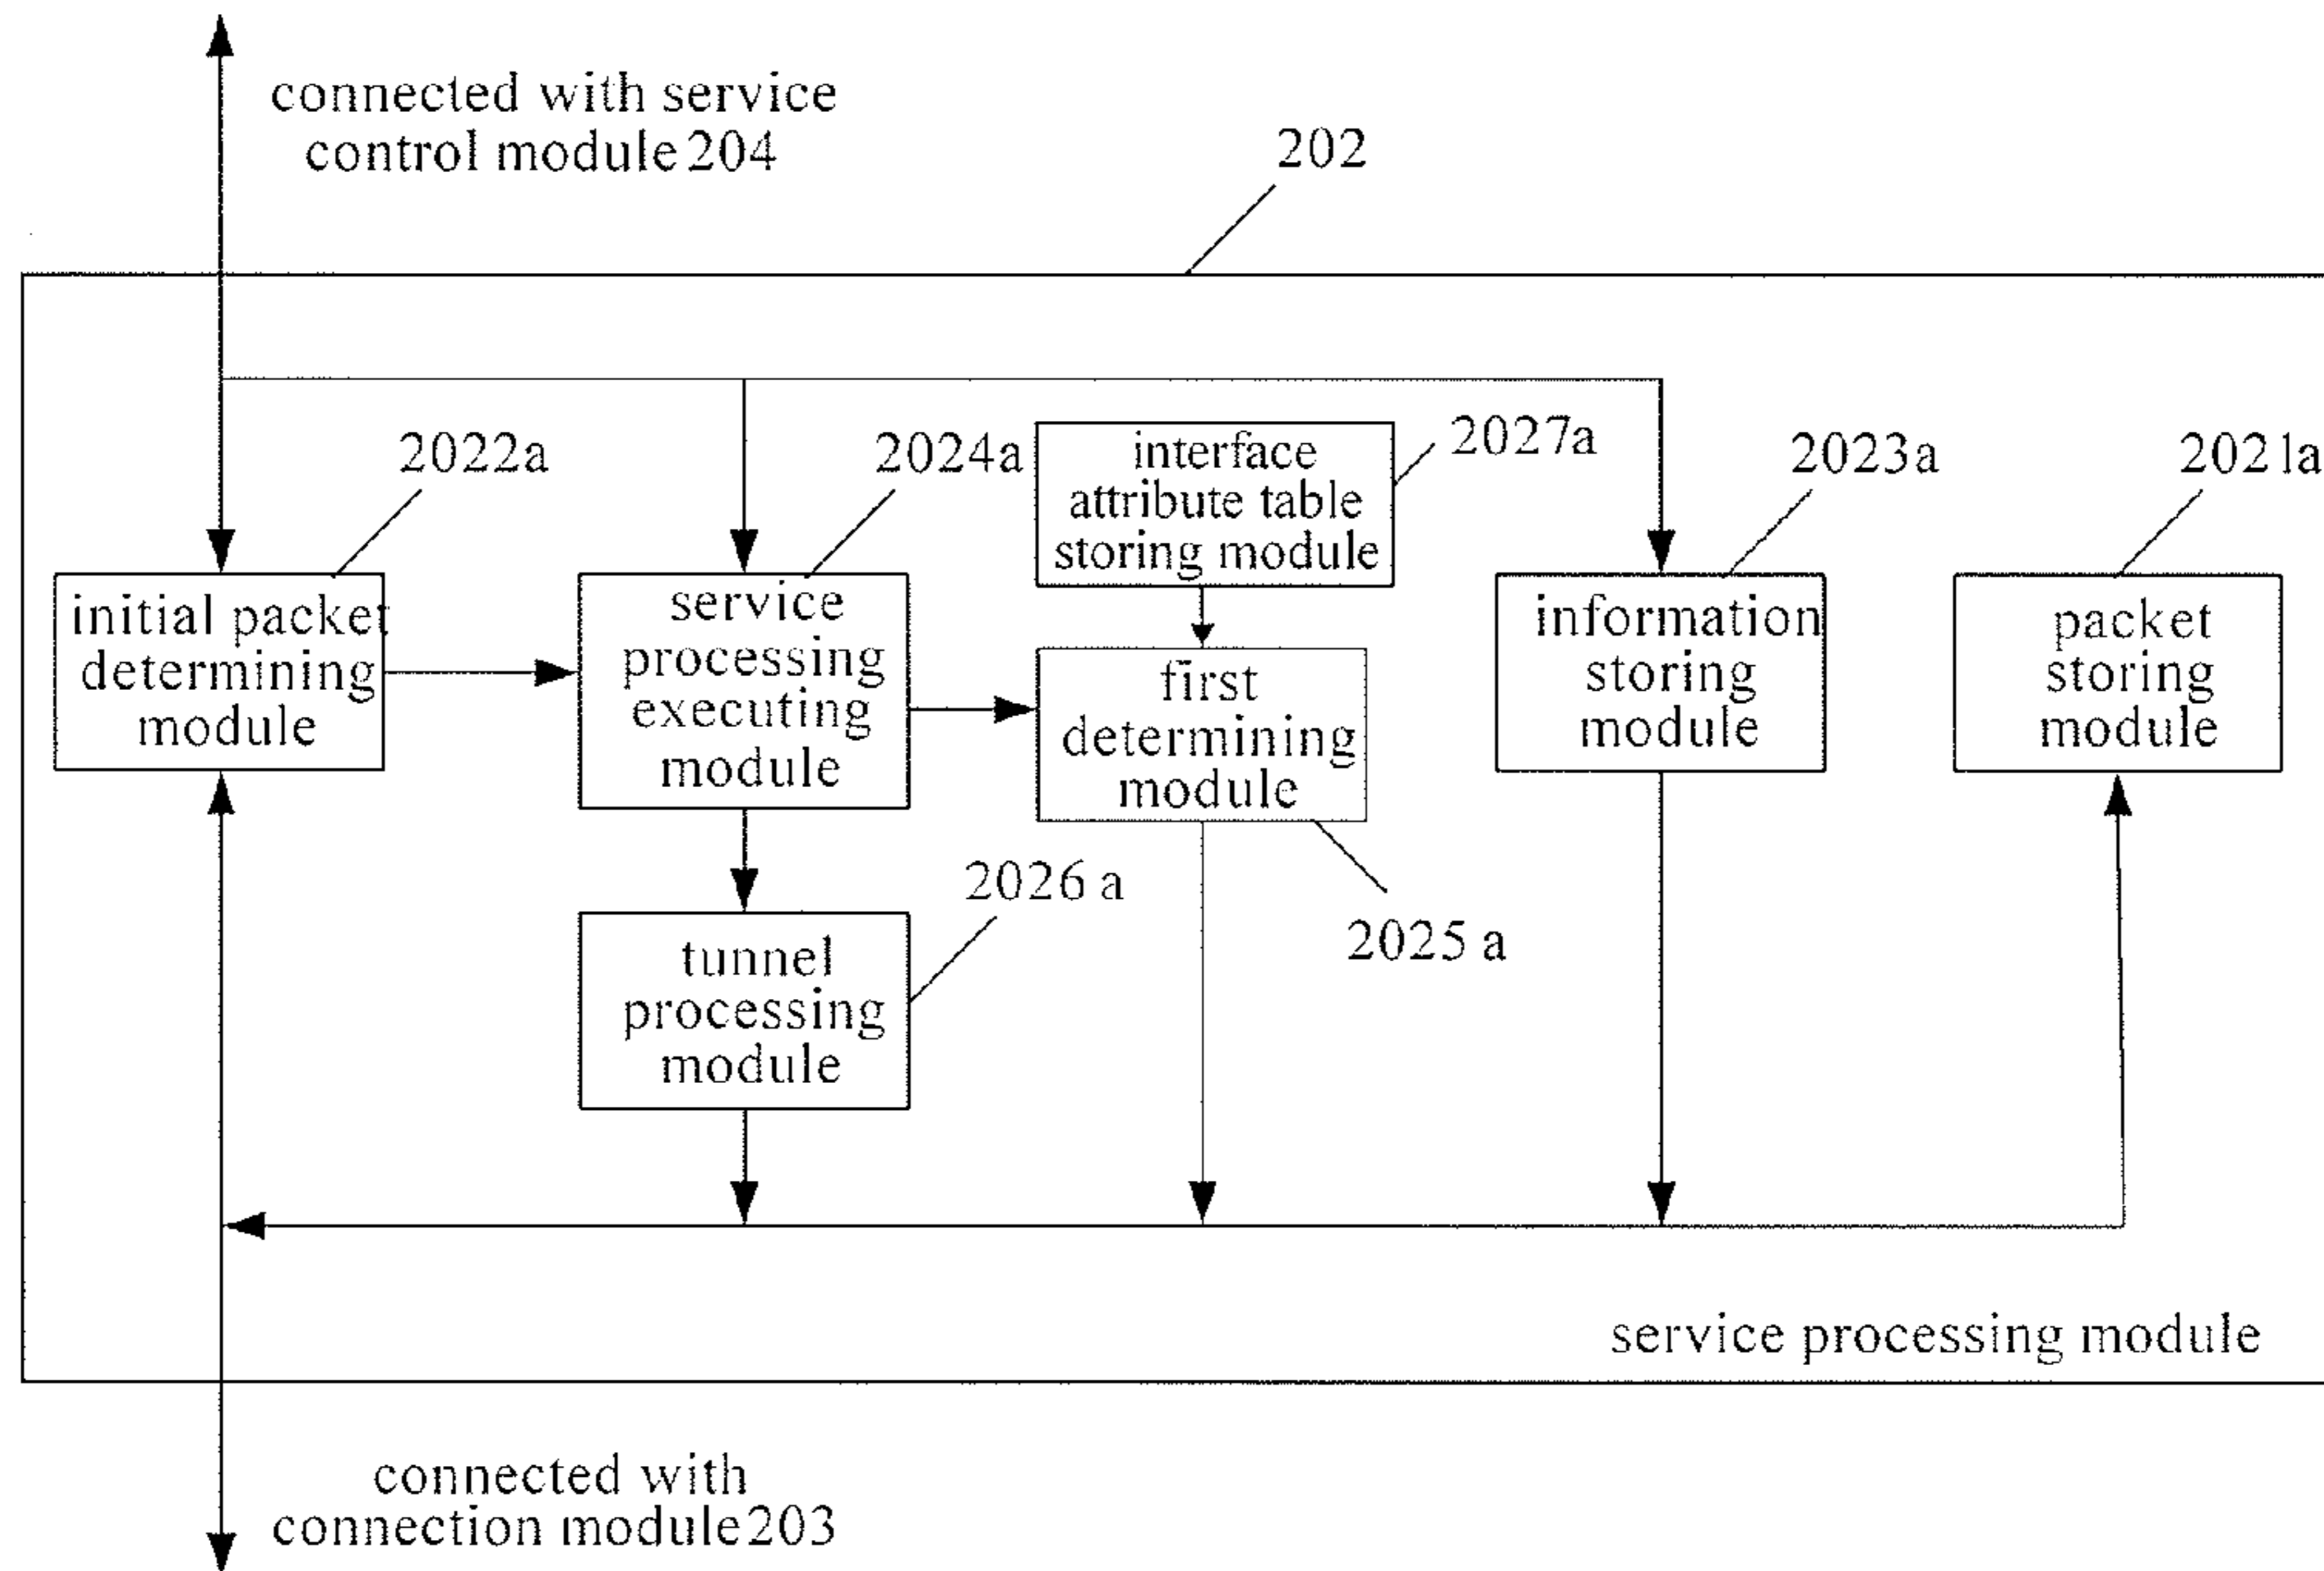 connected with service
control module 204
202
2022a
2024a
interface
attribute table
storing module
2027a
2023a
2021a
initial packet
determining
module
service
processing
executing
module
first
determining
module
information
storing
module
packet
storing
module
2026 a
2025 a
tunnel
processing
module
service processing module
connected with
connection module 203